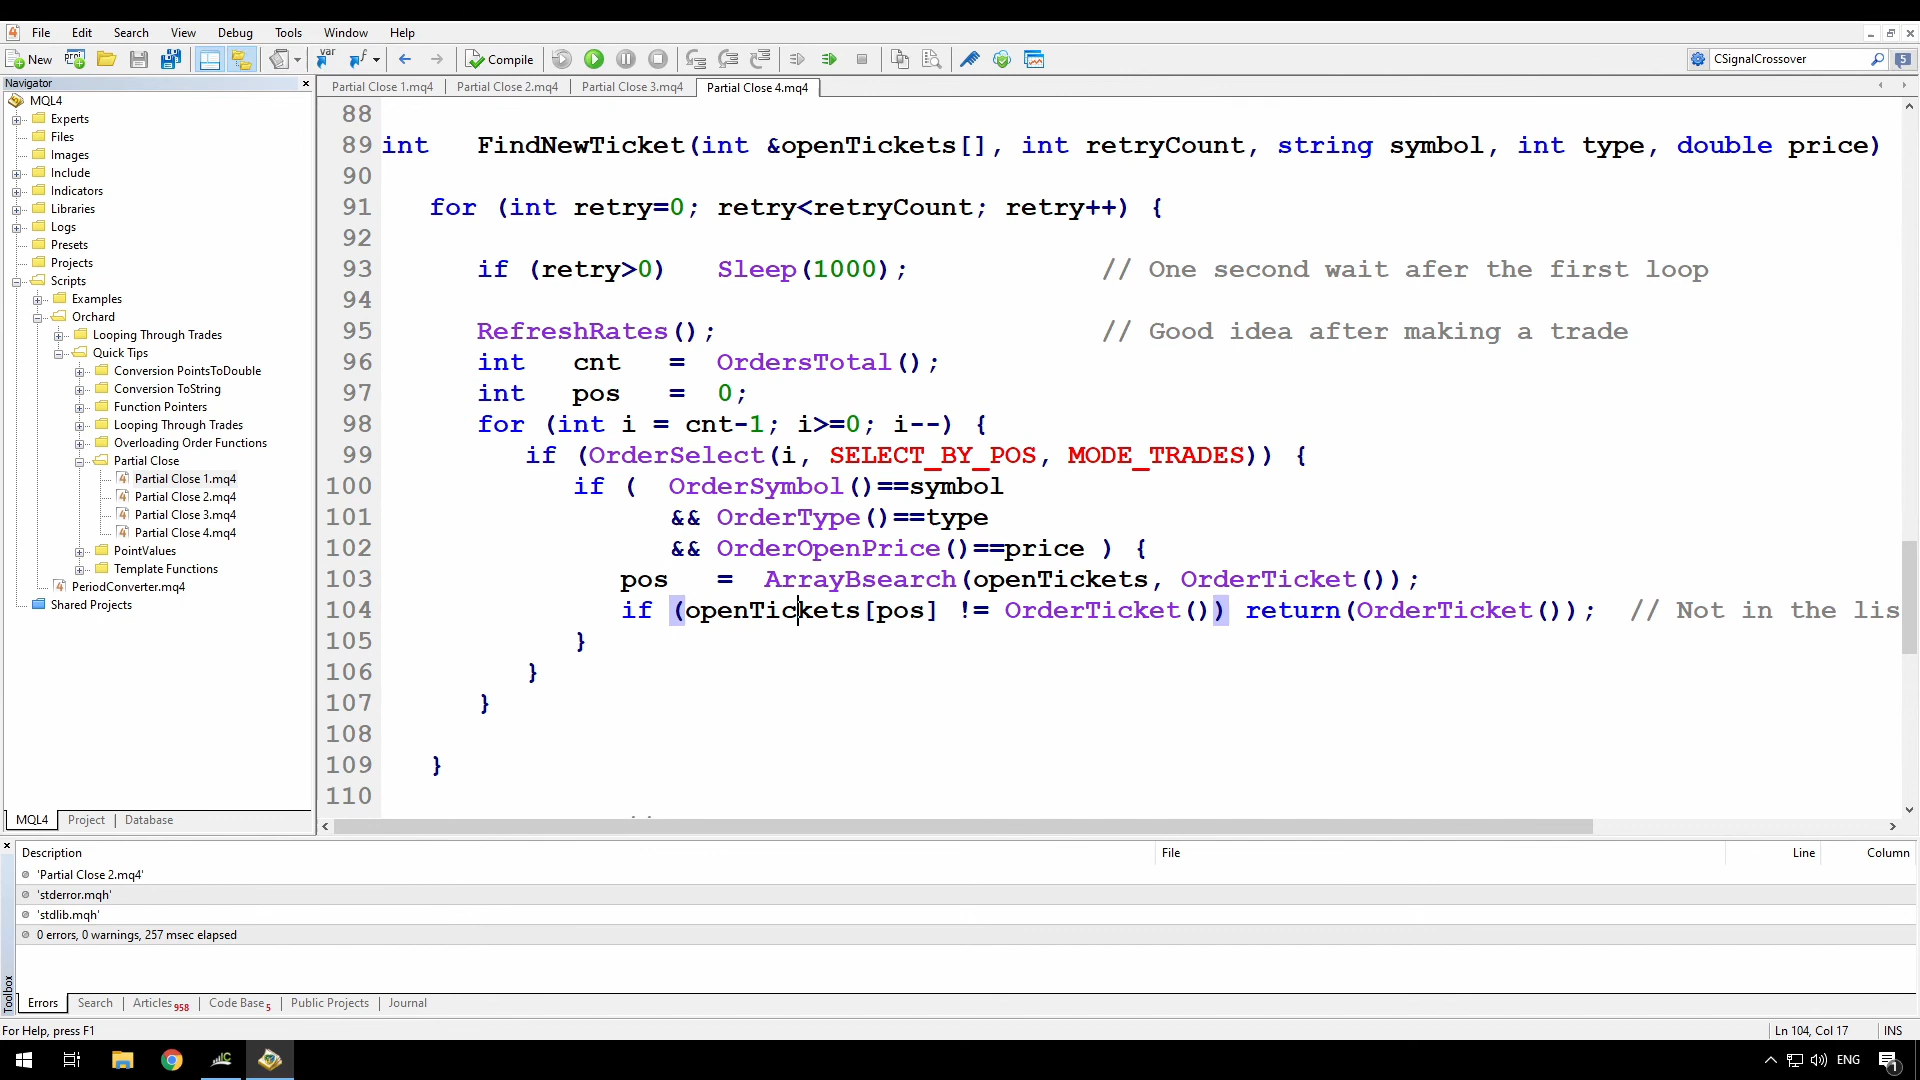 File Edit Search View Debug Tools Window Help
New Compile CSignalCrossover 5
Navigator
Partial Close 1.mq4 Partial Close 2.mq4 Partial Close 3.mq4 Partial Close 4.mq4
MQL4
Experts
Files
Images
Include
Indicators
Libraries
Logs
Presets
Projects
Scripts
Examples
Orchard
Looping Through Trades
Quick Tips
Conversion PointsToDouble
Conversion ToString
Function Pointers
Looping Through Trades
Overloading Order Functions
Partial Close
Partial Close 1.mq4
Partial Close 2.mq4
Partial Close 3.mq4
Partial Close 4.mq4
PointValues
Template Functions
PeriodConverter.mq4
Shared Projects
MQL4 Project Database
88
89 int FindNewTicket(int &openTickets[], int retryCount, string symbol, int type, double price)
90
91 for (int retry=0; retry<retryCount; retry++) {
92
93 if (retry>0) Sleep(1000); // One second wait afer the first loop
94
95 RefreshRates(); // Good idea after making a trade
96 int cnt = OrdersTotal();
97 int pos = 0;
98 for (int i = cnt-1; i>=0; i--) {
99 if (OrderSelect(i, SELECT_BY_POS, MODE_TRADES)) {
100 if ( OrderSymbol()==symbol
101 && OrderType()==type
102 && OrderOpenPrice()==price ) {
103 pos = ArrayBsearch(openTickets, OrderTicket());
104 if (openTickets[pos] != OrderTicket()) return(OrderTicket()); // Not in the lis
105 }
106 }
107 }
108
109 }
110
Description File Line Column
'Partial Close 2.mq4'
'stderror.mqh'
'stdlib.mqh'
0 errors, 0 warnings, 257 msec elapsed
Toolbox
Errors Search Articles 958 Code Base 5 Public Projects Journal
For Help, press F1 Ln 104, Col 17 INS
ENG 1